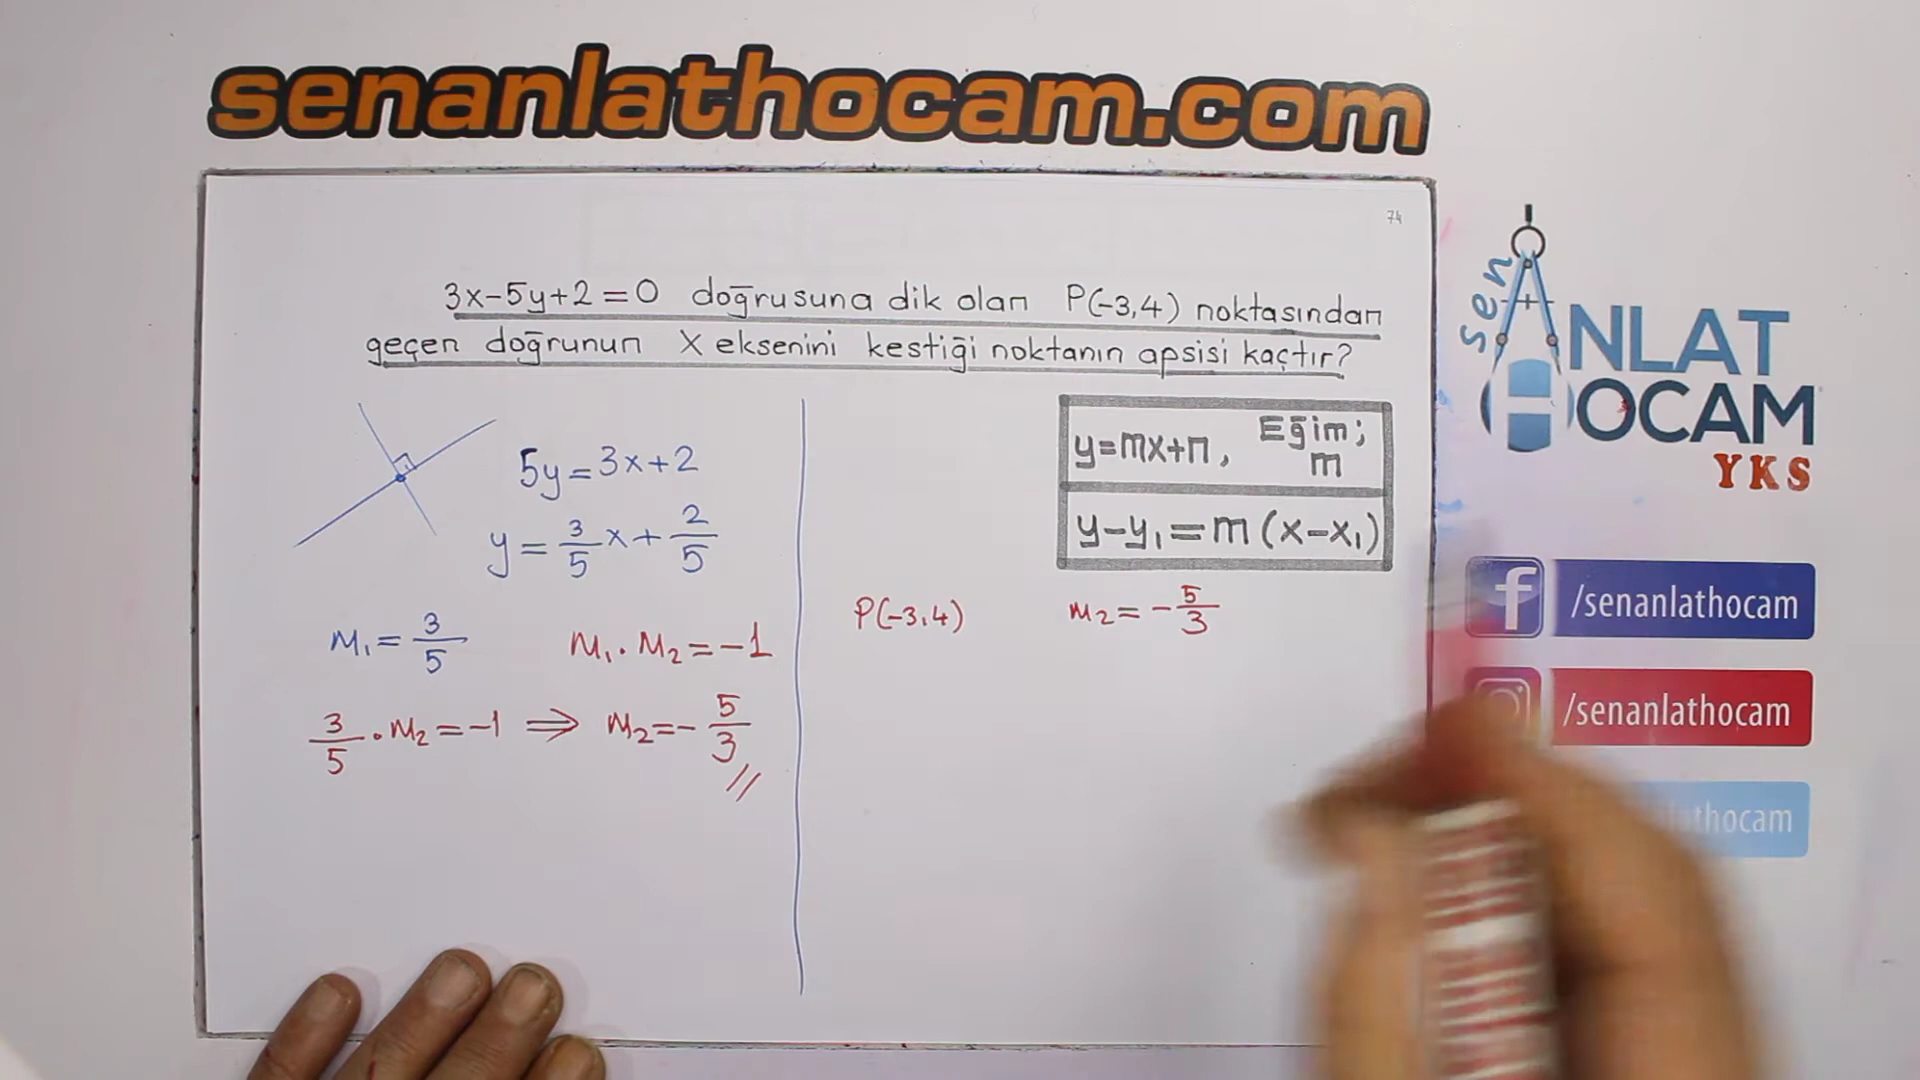 senanlathocam.com
74
3x-5y+2=0 doğrusuna dik olan P(-3,4) noktasından
geçen doğrunun X eksenini kestiği noktanın apsisi kaçtır?
5y=3x+2
y=3/5x+2/5
m₁=3/5
m₁.m₂=-1
3/5.m₂=-1 ⇒ m₂=-5/3
y=mx+n, Eğim; m
y-y₁=m(x-x₁)
P(-3,4) m₂=-5/3
sen
ANLAT
HOCAM
YKS
f /senanlathocam
/senanlathocam
lathocam